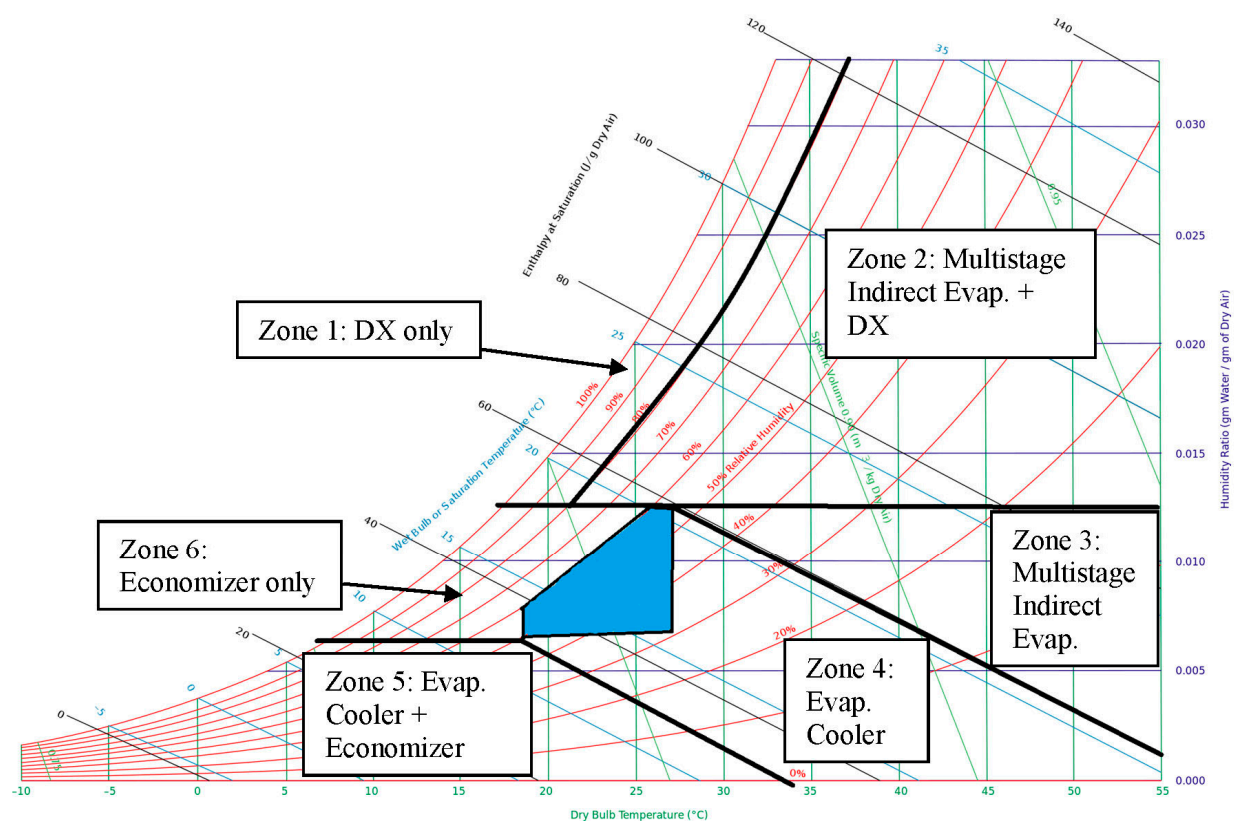 120
140
35
0.030
Enthalpy at Saturation (J/g Dry Air)
100
30
0.95
0.025
Zone 2: Multistage
Indirect Evap. +
DX
80
Zone 1: DX only
25
0.020
100%
90%
80%
70%
60%
50% Relative Humidity
60
Wet Bulb or Saturation Temperature (°C)
20
0.015
Humidity Ratio (gm Water / gm of Dry Air)
40
15
40%
Zone 6:
Economizer only
30%
0.010
Zone 3:
Multistage
Indirect
Evap.
10
20%
20
5
Zone 5: Evap.
Cooler +
Economizer
Zone 4:
Evap.
Cooler
0.005
0
-5
0
0.75
0%
0.000
-10
-5
0
5
10
15
20
25
30
35
40
45
50
55
Dry Bulb Temperature (°C)